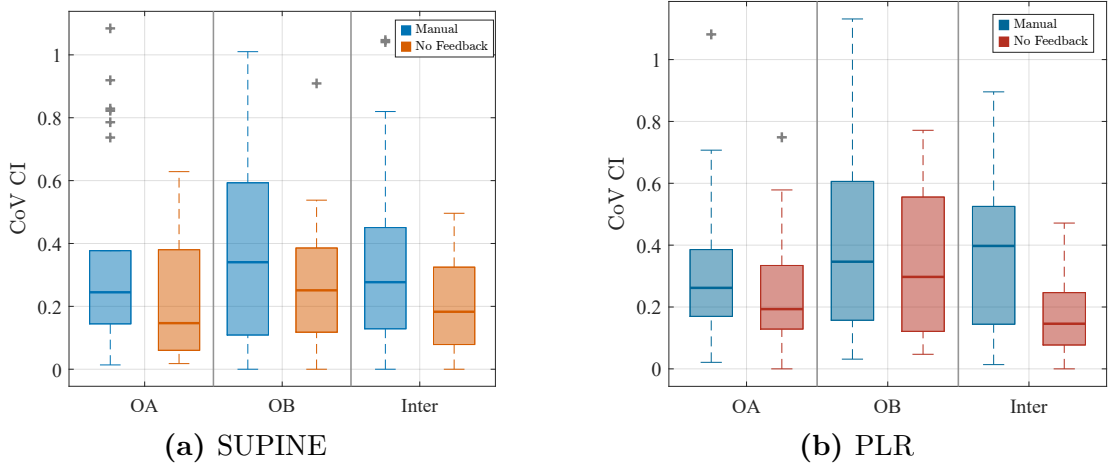 Manual
No Feedback
CoV CI
1
0.8
0.6
0.4
0.2
0
OA
OB
Inter
(a) SUPINE
Manual
No Feedback
CoV CI
1
0.8
0.6
0.4
0.2
0
OA
OB
Inter
(b) PLR